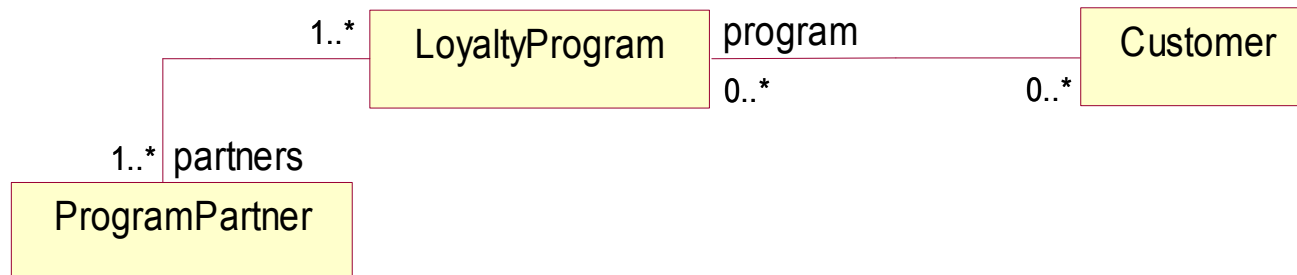 1..* LoyaltyProgram program Customer
0..* 0..*
1..* partners
ProgramPartner